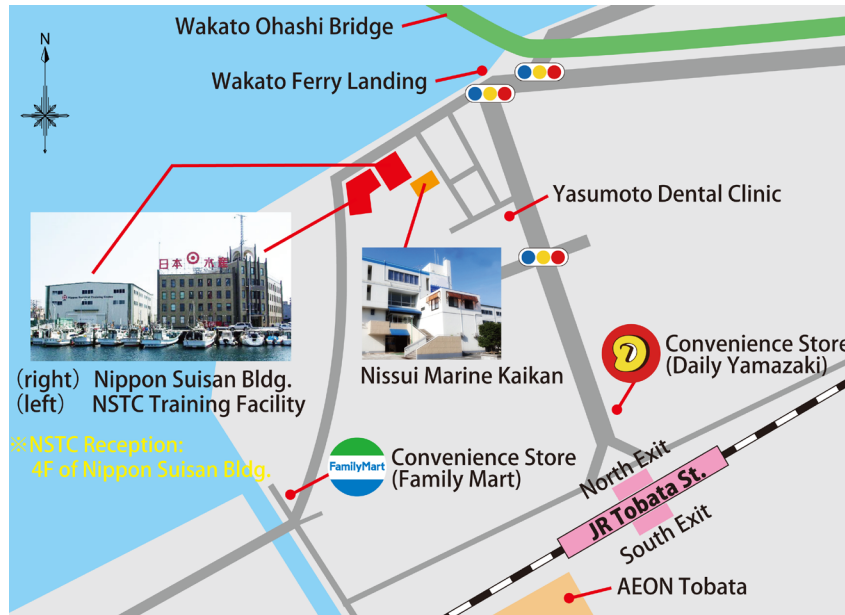 Wakato Ohashi Bridge
N
Wakato Ferry Landing
Yasumoto Dental Clinic
日本水産
(right) Nippon Suisan Bldg.
(left) NSTC Training Facility
※NSTC Reception:
4F of Nippon Suisan Bldg.
Nissui Marine Kaikan
Convenience Store
(Daily Yamazaki)
FamilyMart
Convenience Store
(Family Mart)
North Exit
JR Tobata St.
South Exit
AEON Tobata